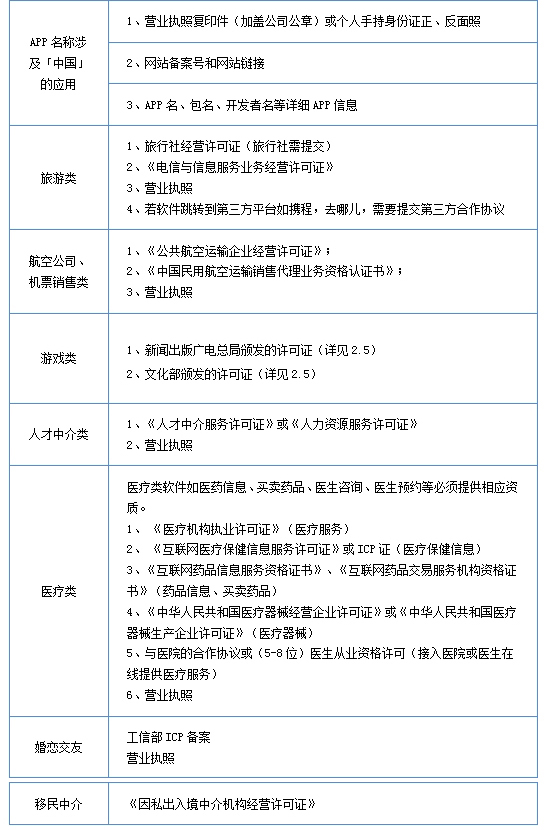 APP 名称涉
及「中国」
的应用
1、营业执照复印件（加盖公司公章）或个人手持身份证正、反面照
2、网站备案号和网站链接
3、APP 名、包名、开发者名等详细 APP 信息
旅游类
1、旅行社经营许可证（旅行社需提交）
2、《电信与信息服务业务经营许可证》
3、营业执照
4、若软件跳转到第三方平台如携程，去哪儿，需要提交第三方合作协议
航空公司、
机票销售类
1、《公共航空运输企业经营许可证》；
2、《中国民用航空运输销售代理业务资格认证书》；
3、营业执照
游戏类
1、新闻出版广电总局颁发的许可证（详见 2.5）
2、文化部颁发的许可证（详见 2.5）
人才中介类
1、《人才中介服务许可证》或《人力资源服务许可证》
2、营业执照
医疗类
医疗类软件如医药信息、买卖药品、医生咨询、医生预约等必须提供相应资
质。
1、 《医疗机构执业许可证》（医疗服务）
2、 《互联网医疗保健信息服务许可证》或 ICP 证（医疗保健信息）
3、《互联网药品信息服务资格证书》、《互联网药品交易服务机构资格证
书》（药品信息、买卖药品）
4、《中华人民共和国医疗器械经营企业许可证》或《中华人民共和国医疗
器械生产企业许可证》（医疗器械）
5、与医院的合作协议或（5-8 位）医生从业资格许可（接入医院或医生在
线提供医疗服务）
6、营业执照
婚恋交友
工信部 ICP 备案
营业执照
移民中介
《因私出入境中介机构经营许可证》